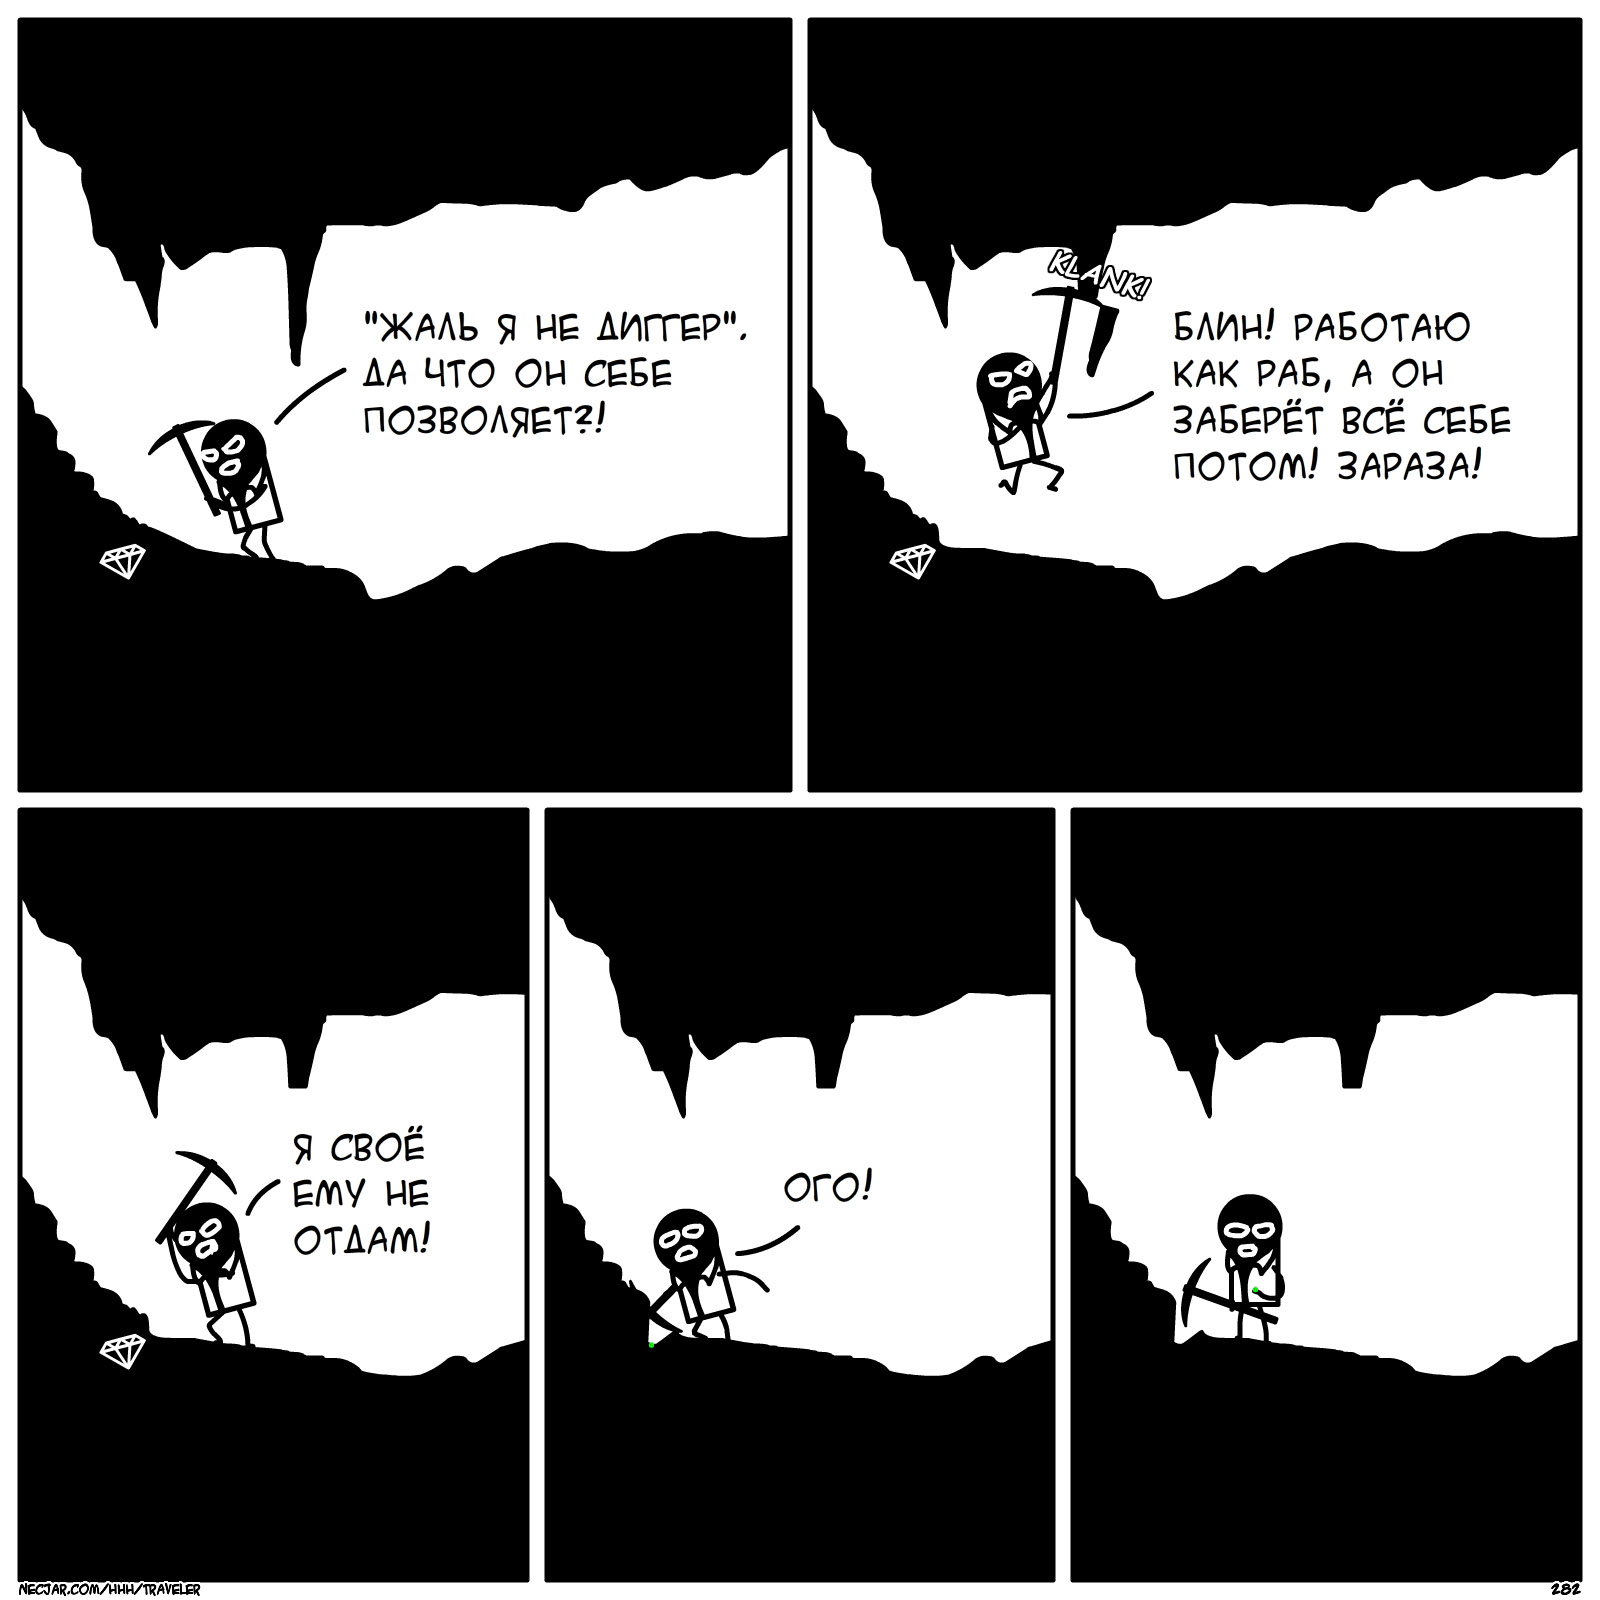 "ЖАЛЬ Я НЕ ДИГГЕР".
ДА ЧТО ОН СЕБЕ
ПОЗВОЛЯЕТ?!
KLANK!
БЛИН! РАБОТАЮ
КАК РАБ, А ОН
ЗАБЕРЁТ ВСЁ СЕБЕ
ПОТОМ! ЗАРАЗА!
Я СВОЁ
ЕМУ НЕ
ОТДАМ!
ОГО!
NECJAR.COM/HHH/TRAVELER
282